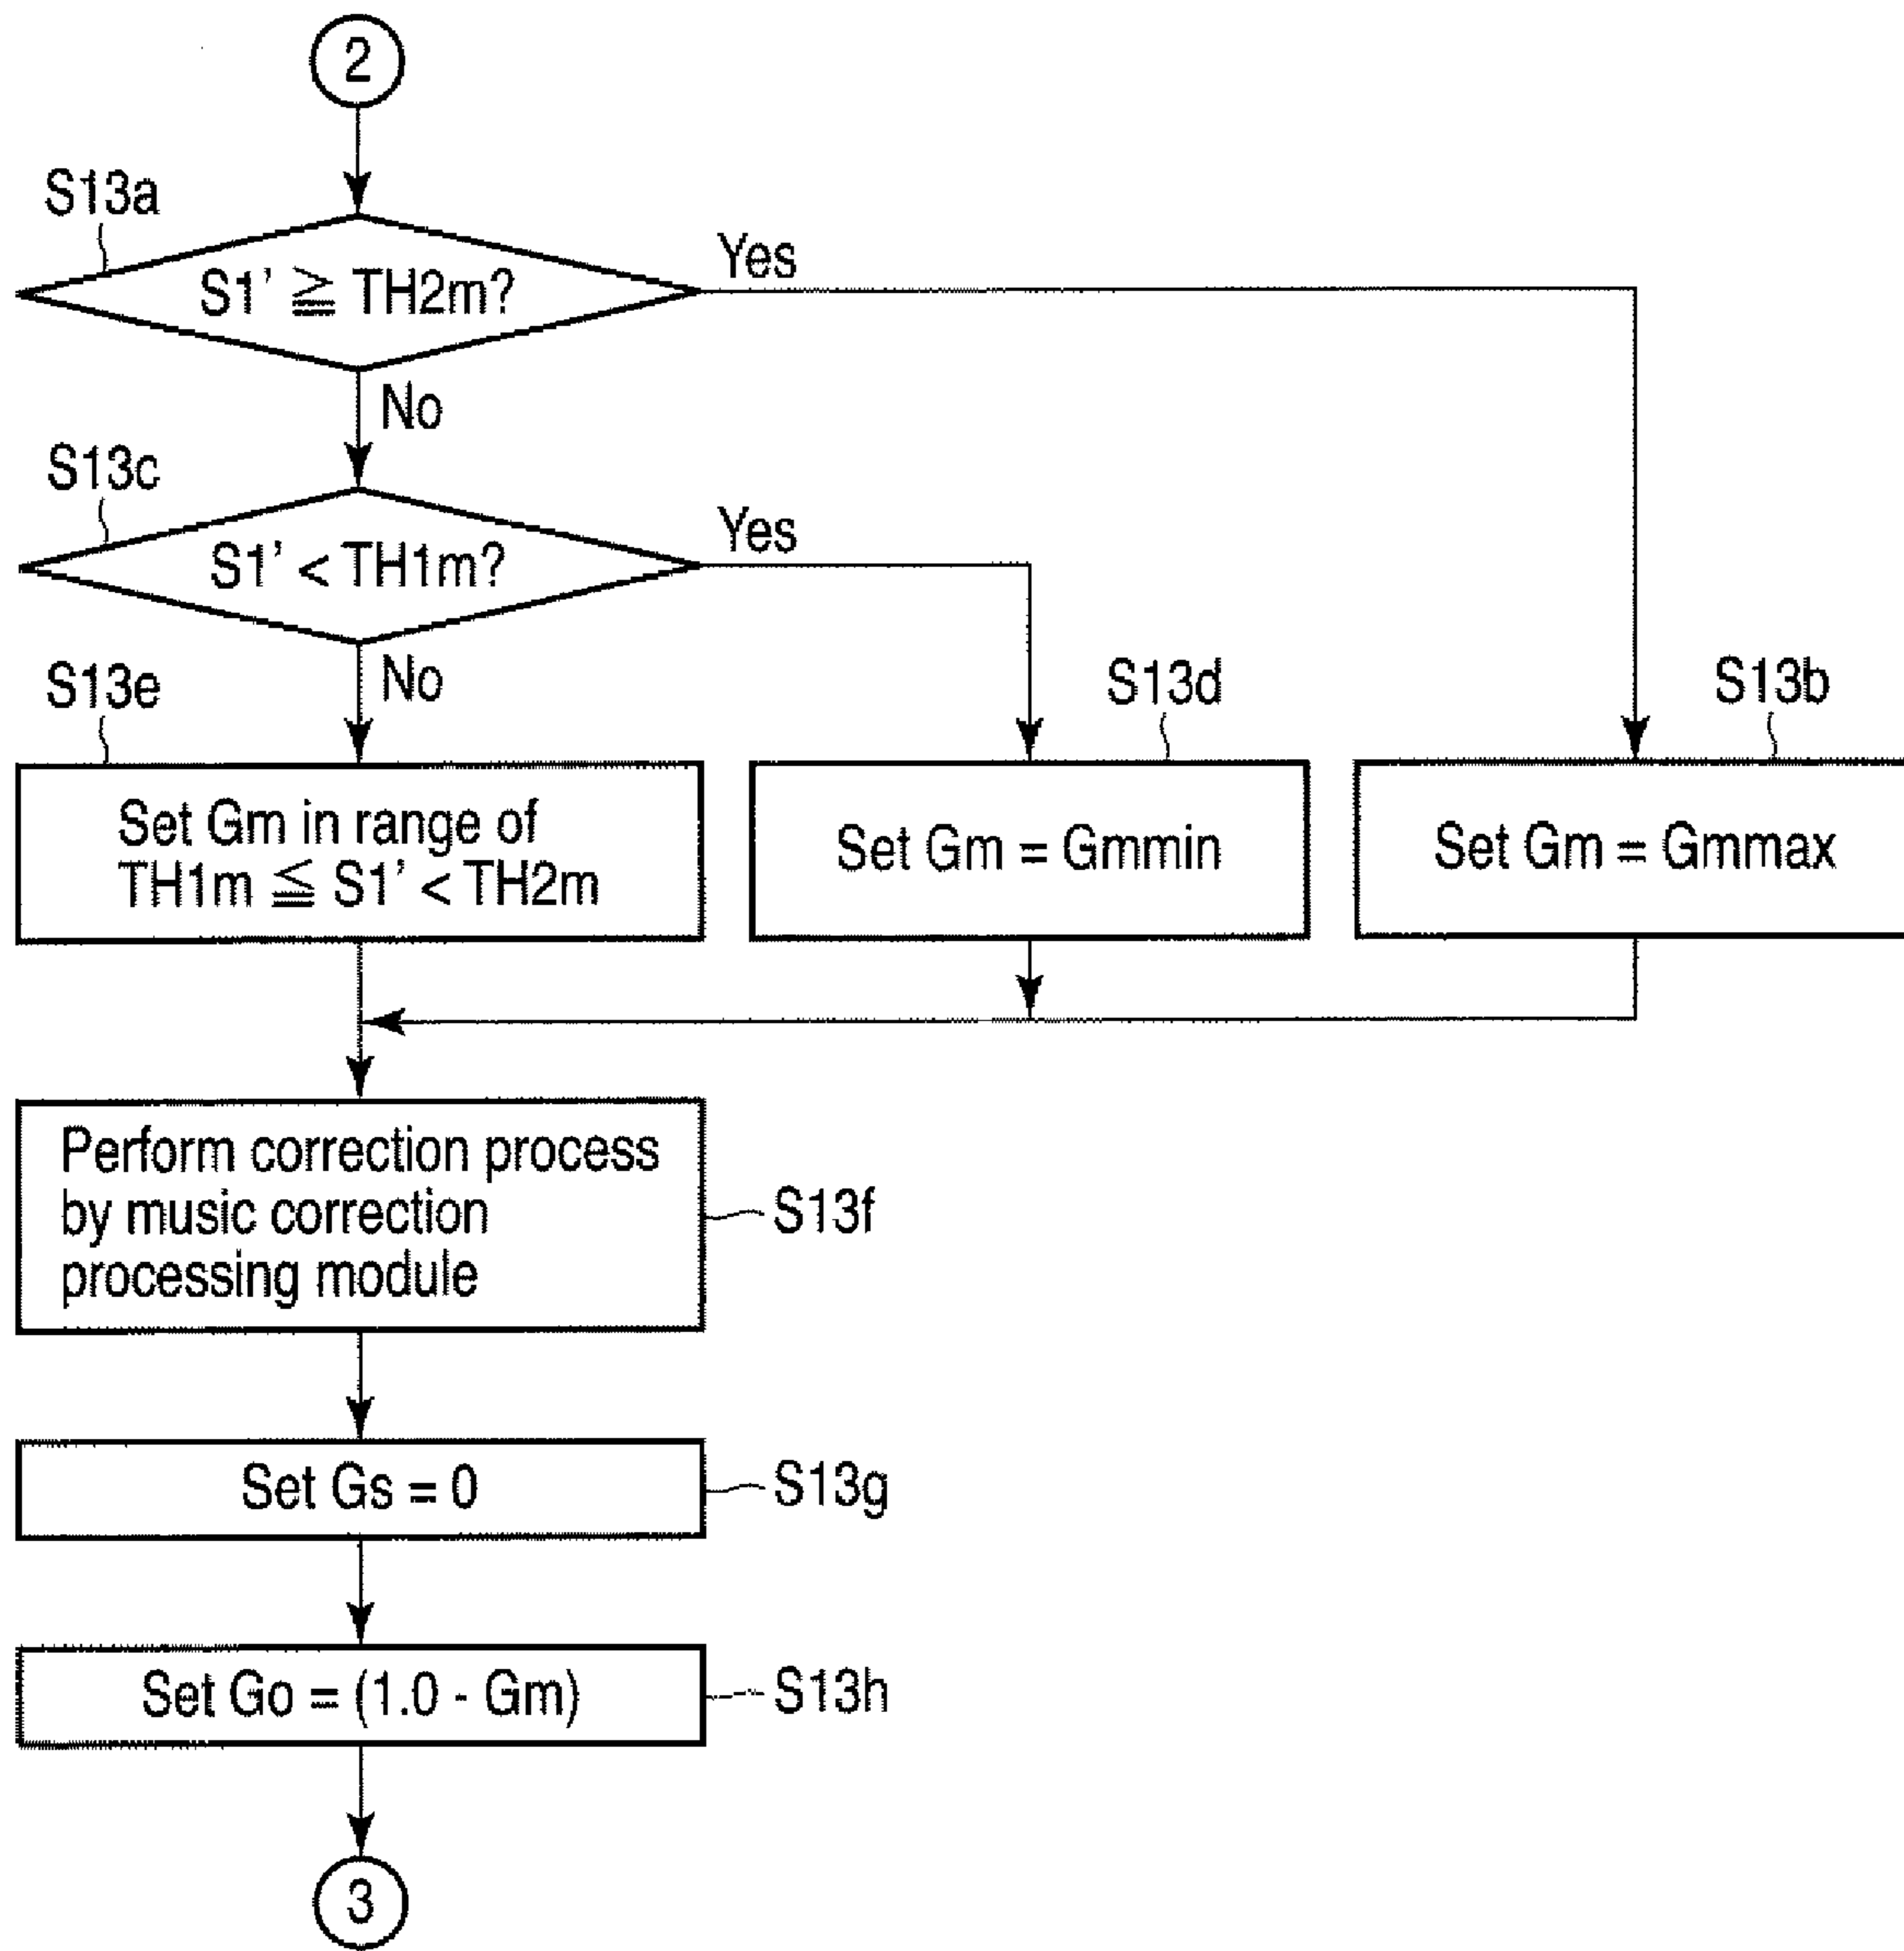 2
S13a
S1' ≧ TH2m?
Yes
No
S13c
S1' < TH1m?
Yes
No
S13e
S13d
S13b
Set Gm in range of
TH1m ≦ S1' < TH2m
Set Gm = Gmmin
Set Gm = Gmmax
Perform correction process
by music correction
processing module
S13f
Set Gs = 0
S13g
Set Go = (1.0 - Gm)
S13h
3